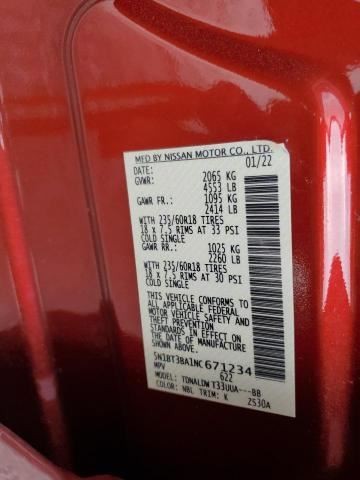 MFD BY NISSAN MOTOR CO., LTD.
DATE: 01/22
GVWR: 2065 KG
4553 LB
GAWR FR.: 1095 KG
2414 LB
WITH 235/60R18 TIRES
18 x 7.5 RIMS AT 33 PSI
COLD SINGLE
GAWR RR.: 1025 KG
2260 LB
WITH 235/60R18 TIRES
18 x 7.5 RIMS AT 30 PSI
COLD SINGLE
THIS VEHICLE CONFORMS TO
ALL APPLICABLE FEDERAL
MOTOR VEHICLE SAFETY, BUMPER, AND
THEFT PREVENTION STANDARDS
IN EFFECT ON THE DATE OF
MANUFACTURE SHOWN ABOVE.
5N1BT3BA1NC671234
MPV 622
MODEL: TDNALDW T33UUA---BB
COLOR: NBL TRIM: K 2530A